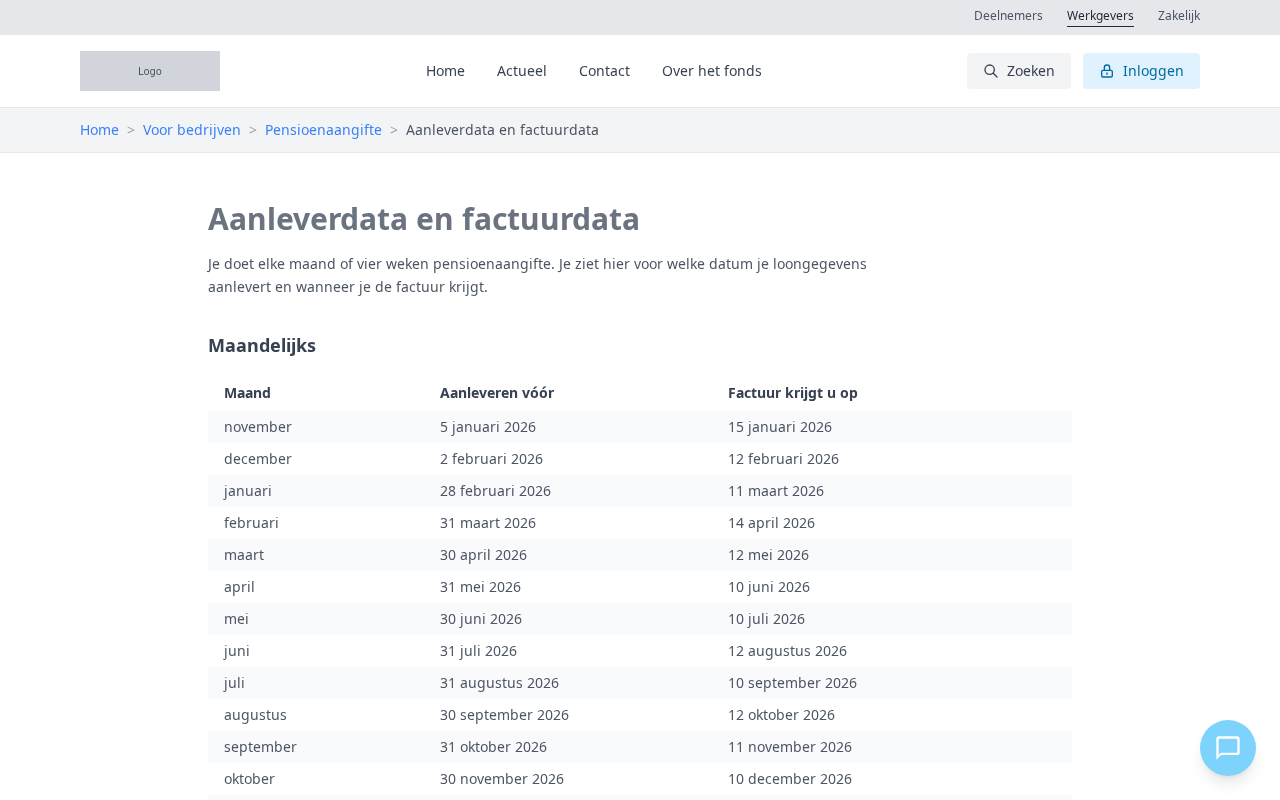 Deelnemers Werkgevers Zakelijk
Logo Home Actueel Contact Over het fonds Zoeken Inloggen
Home > Voor bedrijven > Pensioenaangifte > Aanleverdata en factuurdata
Aanleverdata en factuurdata
Je doet elke maand of vier weken pensioenaangifte. Je ziet hier voor welke datum je loongegevens
aanlevert en wanneer je de factuur krijgt.
Maandelijks
Maand Aanleveren vóór Factuur krijgt u op
november 5 januari 2026 15 januari 2026
december 2 februari 2026 12 februari 2026
januari 28 februari 2026 11 maart 2026
februari 31 maart 2026 14 april 2026
maart 30 april 2026 12 mei 2026
april 31 mei 2026 10 juni 2026
mei 30 juni 2026 10 juli 2026
juni 31 juli 2026 12 augustus 2026
juli 31 augustus 2026 10 september 2026
augustus 30 september 2026 12 oktober 2026
september 31 oktober 2026 11 november 2026
oktober 30 november 2026 10 december 2026